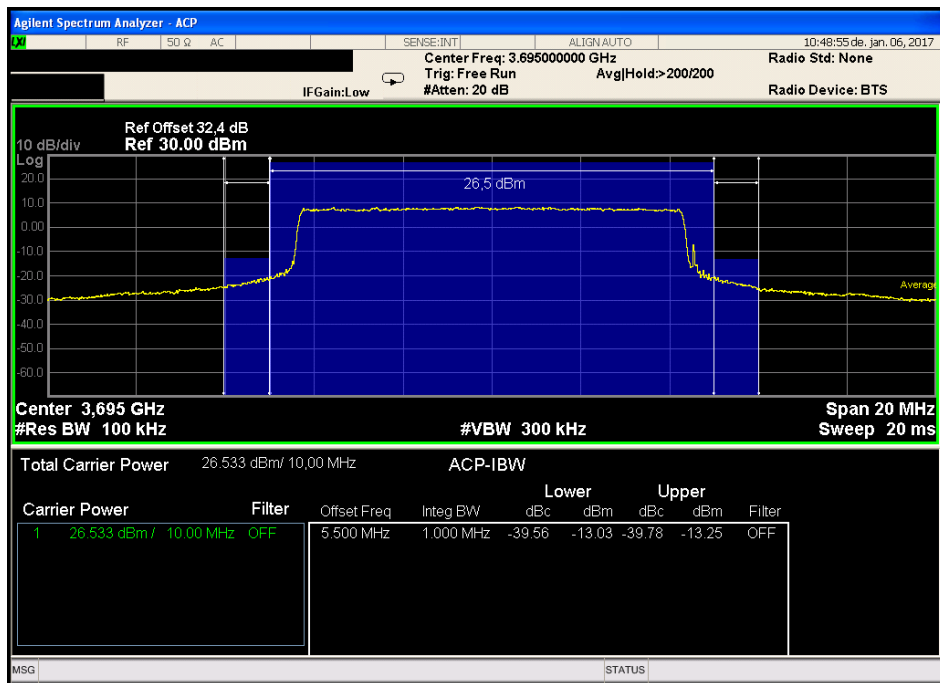 Agilent Spectrum Analyzer - ACP
LXI RF 50 Ω AC SENSE:INT ALIGN AUTO 10:48:55 de. jan. 06, 2017
Center Freq: 3.695000000 GHz Radio Std: None
Trig: Free Run Avg|Hold:>200/200
IFGain:Low #Atten: 20 dB Radio Device: BTS
Ref Offset 32,4 dB
10 dB/div Ref 30.00 dBm
Log
20.0
26,5 dBm
10.0
0.00
-10.0
-20.0
Average
-30.0
-40.0
-50.0
-60.0
Center 3,695 GHz Span 20 MHz
#Res BW 100 kHz #VBW 300 kHz Sweep 20 ms
Total Carrier Power 26.533 dBm/ 10,00 MHz ACP-IBW
Lower Upper
Carrier Power Filter Offset Freq Integ BW dBc dBm dBc dBm Filter
1 26.533 dBm / 10.00 MHz OFF 5.500 MHz 1.000 MHz -39.56 -13.03 -39.78 -13.25 OFF
MSG STATUS